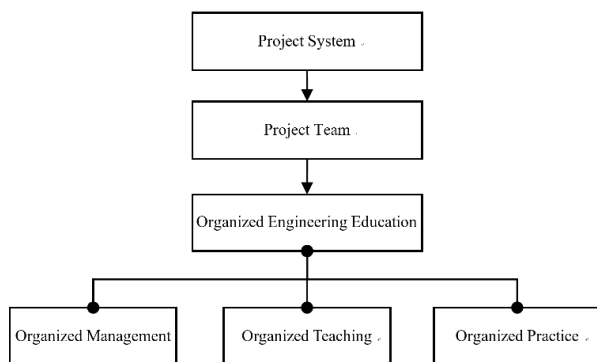 Project System
Project Team
Organized Engineering Education
Organized Management
Organized Teaching
Organized Practice